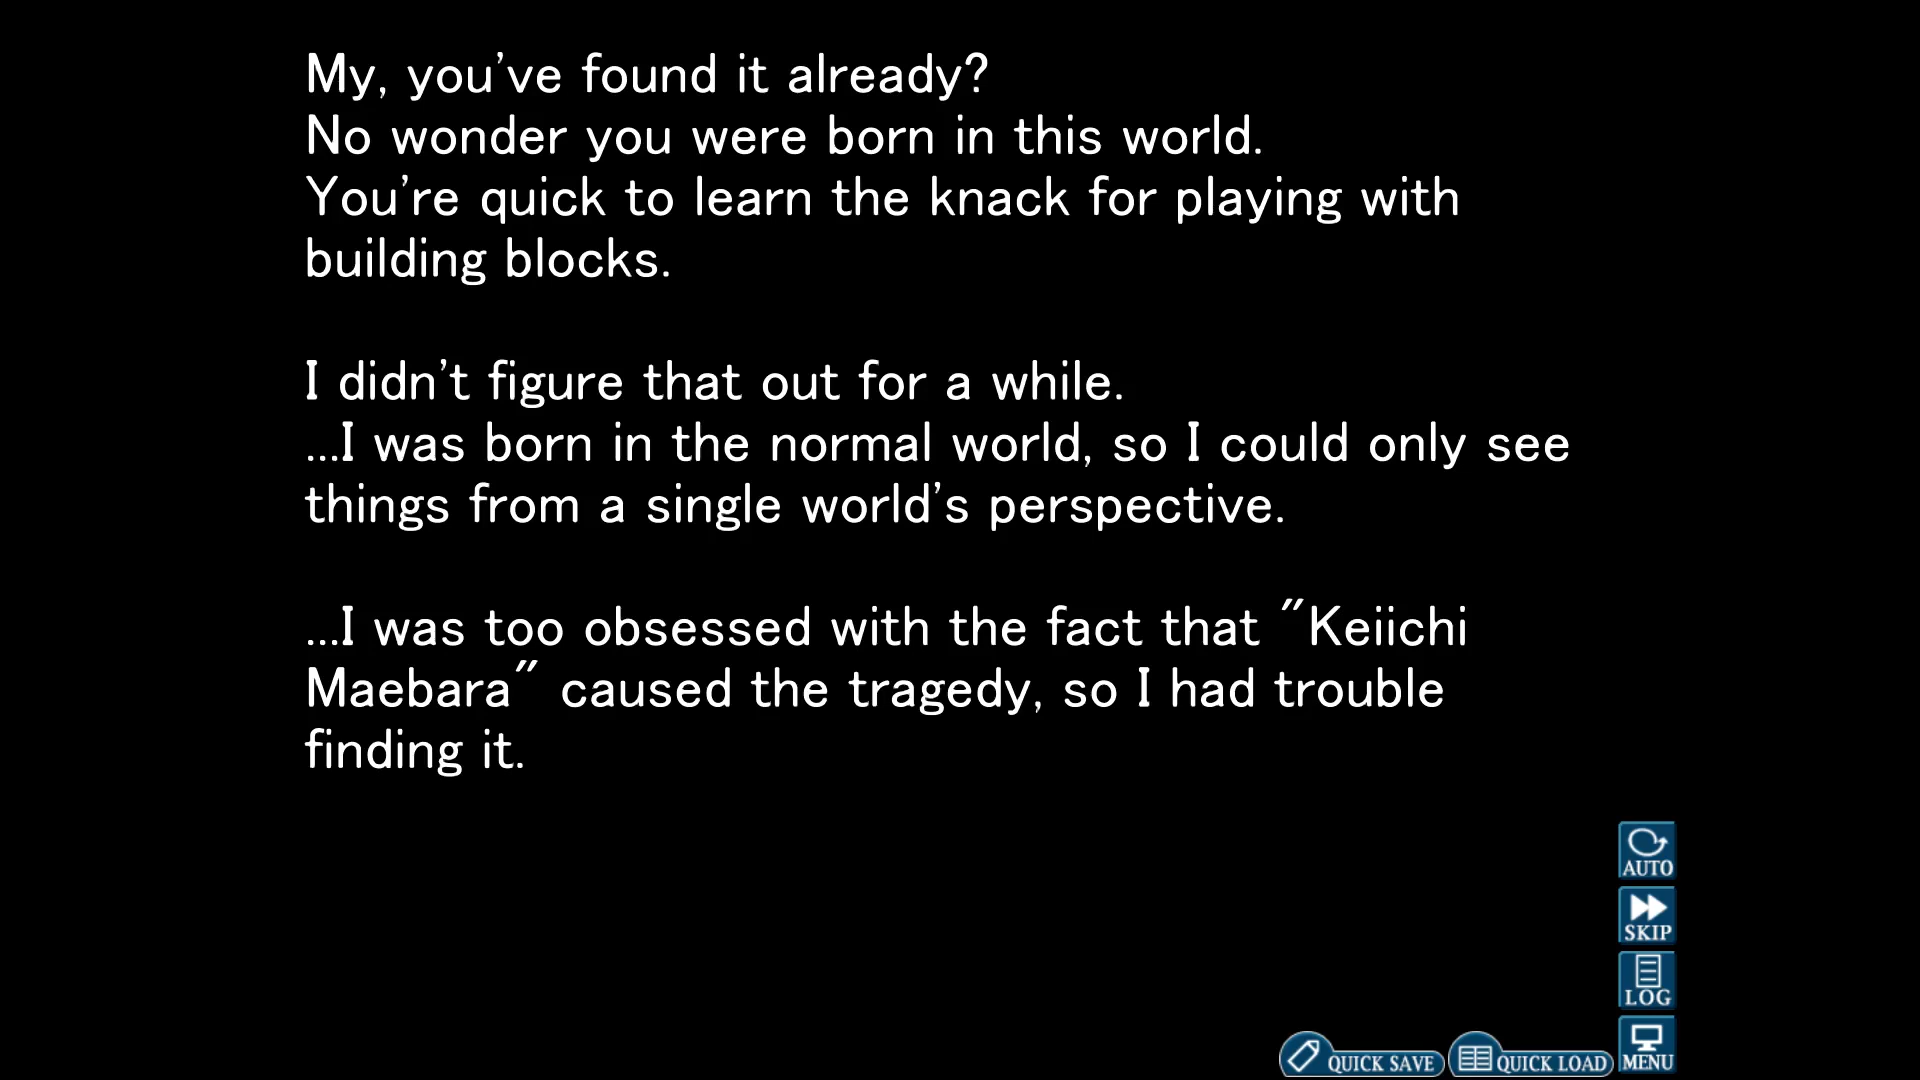 My, you've found it already?
No wonder you were born in this world.
You're quick to learn the knack for playing with
building blocks.
I didn't figure that out for a while.
...I was born in the normal world, so I could only see
things from a single world's perspective.
...I was too obsessed with the fact that "Keiichi
Maebara" caused the tragedy, so I had trouble
finding it.
AUTO
SKIP
LOG
MENU
QUICK SAVE
QUICK LOAD